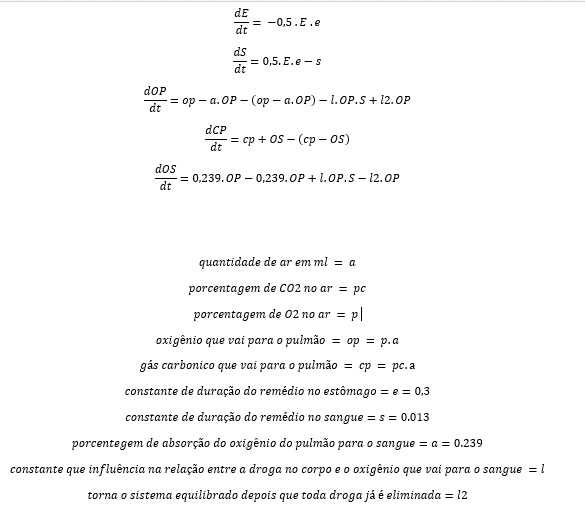 dE/dt = −0,5 . E . e
dS/dt = 0,5. E. e − s
dOP/dt = op − a. OP − (op − a. OP) − l. OP. S + l2. OP
dCP/dt = cp + OS − (cp − OS)
dOS/dt = 0,239. OP − 0,239. OP + l. OP. S − l2. OP
quantidade de ar em ml = a
porcentagem de CO2 no ar = pc
porcentagem de O2 no ar = p
oxigênio que vai para o pulmão = op = p. a
gás carbonico que vai para o pulmão = cp = pc. a
constante de duração do remédio no estômago = e = 0,3
constante de duração do remédio no sangue = s = 0.013
porcentegem de absorção do oxigênio do pulmão para o sangue = a = 0.239
constante que influência na relação entre a droga no corpo e o oxigênio que vai para o sangue = l
torna o sistema equilibrado depois que toda droga já é eliminada = l2